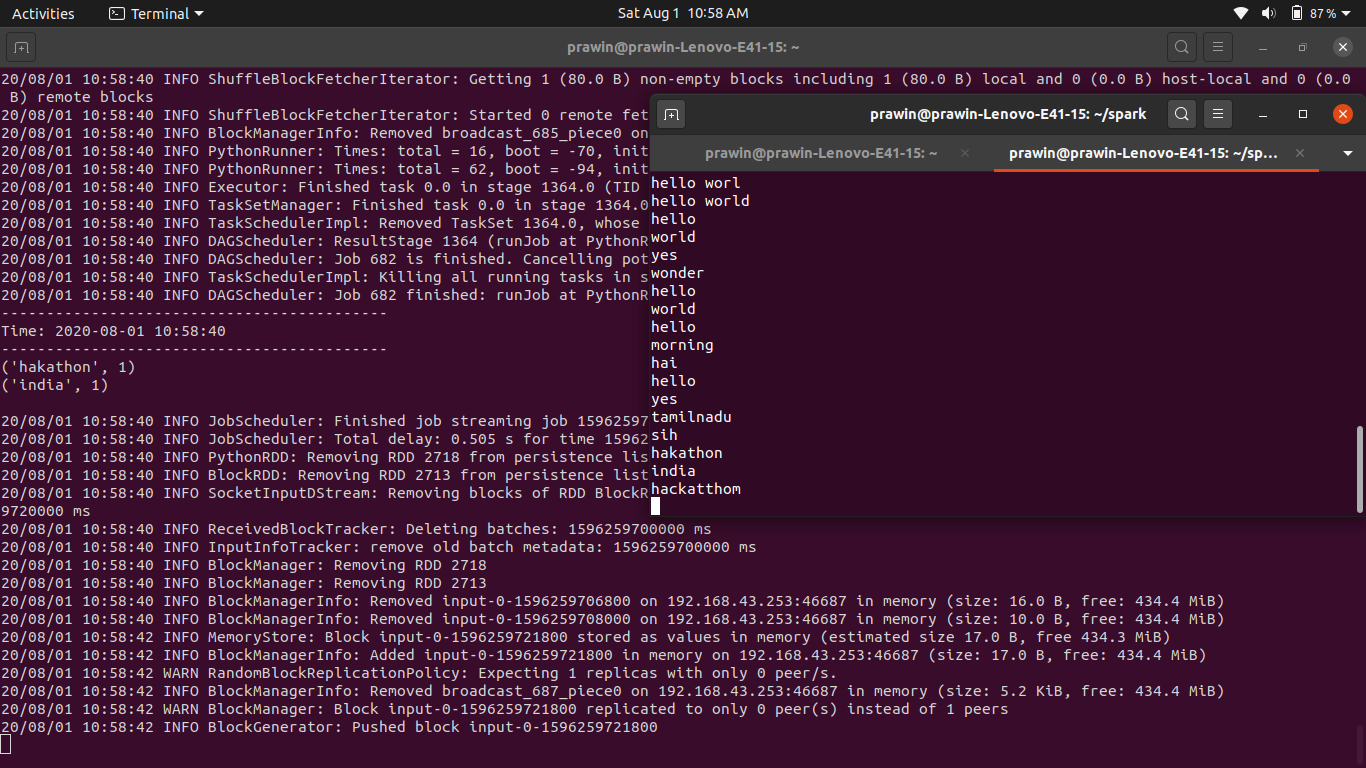 Activities
Terminal
Sat Aug 1 10:58 AM
87 %
prawin@prawin-Lenovo-E41-15: ~
20/08/01 10:58:40 INFO ShuffleBlockFetcherIterator: Getting 1 (80.0 B) non-empty blocks including 1 (80.0 B) local and 0 (0.0 B) host-local and 0 (0.0
 B) remote blocks
20/08/01 10:58:40 INFO ShuffleBlockFetcherIterator: Started 0 remote fet
20/08/01 10:58:40 INFO BlockManagerInfo: Removed broadcast_685_piece0 on
20/08/01 10:58:40 INFO PythonRunner: Times: total = 16, boot = -70, init
20/08/01 10:58:40 INFO PythonRunner: Times: total = 62, boot = -94, init
20/08/01 10:58:40 INFO Executor: Finished task 0.0 in stage 1364.0 (TID
20/08/01 10:58:40 INFO TaskSetManager: Finished task 0.0 in stage 1364.0
20/08/01 10:58:40 INFO TaskSchedulerImpl: Removed TaskSet 1364.0, whose
20/08/01 10:58:40 INFO DAGScheduler: ResultStage 1364 (runJob at PythonR
20/08/01 10:58:40 INFO DAGScheduler: Job 682 is finished. Cancelling pot
20/08/01 10:58:40 INFO TaskSchedulerImpl: Killing all running tasks in s
20/08/01 10:58:40 INFO DAGScheduler: Job 682 finished: runJob at PythonR
-------------------------------------------
Time: 2020-08-01 10:58:40
-------------------------------------------
('hakathon', 1)
('india', 1)
20/08/01 10:58:40 INFO JobScheduler: Finished job streaming job 15962597
20/08/01 10:58:40 INFO JobScheduler: Total delay: 0.505 s for time 15962
20/08/01 10:58:40 INFO PythonRDD: Removing RDD 2718 from persistence lis
20/08/01 10:58:40 INFO BlockRDD: Removing RDD 2713 from persistence list
20/08/01 10:58:40 INFO SocketInputDStream: Removing blocks of RDD BlockR
9720000 ms
20/08/01 10:58:40 INFO ReceivedBlockTracker: Deleting batches: 1596259700000 ms
20/08/01 10:58:40 INFO InputInfoTracker: remove old batch metadata: 1596259700000 ms
20/08/01 10:58:40 INFO BlockManager: Removing RDD 2718
20/08/01 10:58:40 INFO BlockManager: Removing RDD 2713
20/08/01 10:58:40 INFO BlockManagerInfo: Removed input-0-1596259706800 on 192.168.43.253:46687 in memory (size: 16.0 B, free: 434.4 MiB)
20/08/01 10:58:40 INFO BlockManagerInfo: Removed input-0-1596259708000 on 192.168.43.253:46687 in memory (size: 10.0 B, free: 434.4 MiB)
20/08/01 10:58:42 INFO MemoryStore: Block input-0-1596259721800 stored as values in memory (estimated size 17.0 B, free 434.3 MiB)
20/08/01 10:58:42 INFO BlockManagerInfo: Added input-0-1596259721800 in memory on 192.168.43.253:46687 (size: 17.0 B, free: 434.4 MiB)
20/08/01 10:58:42 WARN RandomBlockReplicationPolicy: Expecting 1 replicas with only 0 peer/s.
20/08/01 10:58:42 INFO BlockManagerInfo: Removed broadcast_687_piece0 on 192.168.43.253:46687 in memory (size: 5.2 KiB, free: 434.4 MiB)
20/08/01 10:58:42 WARN BlockManager: Block input-0-1596259721800 replicated to only 0 peer(s) instead of 1 peers
20/08/01 10:58:42 INFO BlockGenerator: Pushed block input-0-1596259721800
prawin@prawin-Lenovo-E41-15: ~/spark
prawin@prawin-Lenovo-E41-15: ~
prawin@prawin-Lenovo-E41-15: ~/sp...
hello worl
hello world
hello
world
yes
wonder
hello
world
hello
morning
hai
hello
yes
tamilnadu
sih
hakathon
india
hackatthom